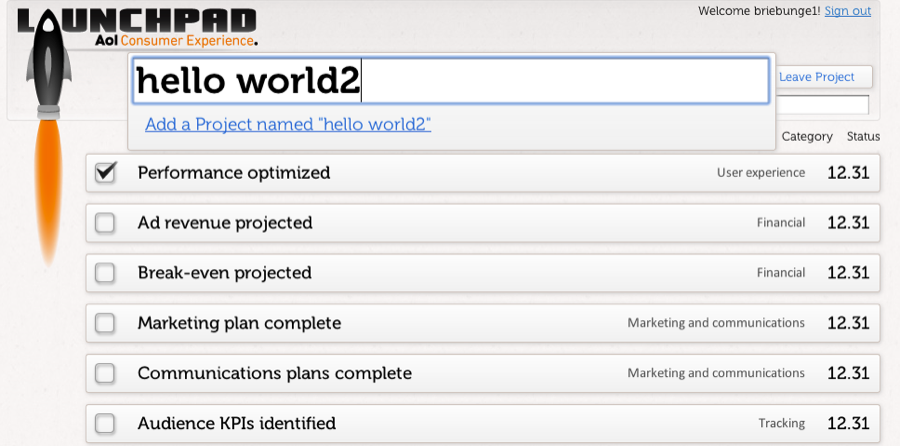 LAUNCHPAD
Aol Consumer Experience.
Welcome briebunge1! Sign out
hello world2
Leave Project
Add a Project named "hello world2"
Category Status
Performance optimized User experience 12.31
Ad revenue projected Financial 12.31
Break-even projected Financial 12.31
Marketing plan complete Marketing and communications 12.31
Communications plans complete Marketing and communications 12.31
Audience KPIs identified Tracking 12.31